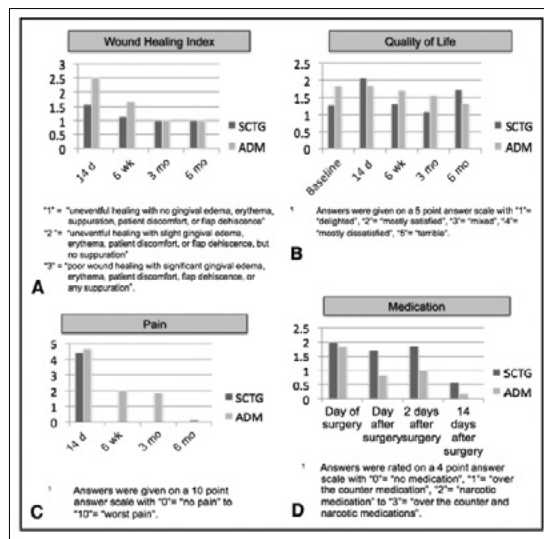 Wound Healing Index
3
2.5
2
1.5
1
0.5
0
14 d
6 wk
3 mo
6 mo
SCTG
ADM
"1" = "uneventful healing with no gingival edema, erythema,
suppuration, patient discomfort, or flap dehiscence"
"2" = "uneventful healing with slight gingival edema,
erythema, patient discomfort, or flap dehiscence, but
no suppuration"
"3" = "poor wound healing with significant gingival edema,
erythema, patient discomfort, flap dehiscence, or
any suppuration".
A
Quality of Life
2.5
2
1.5
1
0.5
0
Baseline
14 d
6 wk
3 mo
6 mo
SCTG
ADM
1 Answers were given on a 5 point answer scale with "1"=
"delighted", "2"= "mostly satisfied", "3"= "mixed", "4"=
"mostly dissatisfied", "5"= "terrible".
B
Pain
5
4
3
2
1
0
14 d
6 wk
3 mo
6 mo
SCTG
ADM
1 Answers were given on a 10 point
answer scale with "0"= "no pain" to
"10"= "worst pain".
C
Medication
2.5
2
1.5
1
0.5
0
Day of
surgery
Day
after
surgery
2 days
after
surgery
14
days
after
surgery
SCTG
ADM
1 Answers were rated on a 4 point answer
scale with "0"= "no medication", "1"= "over
the counter medication", "2"= "narcotic
medication" to "3"= "over the counter and
narcotic medications".
D